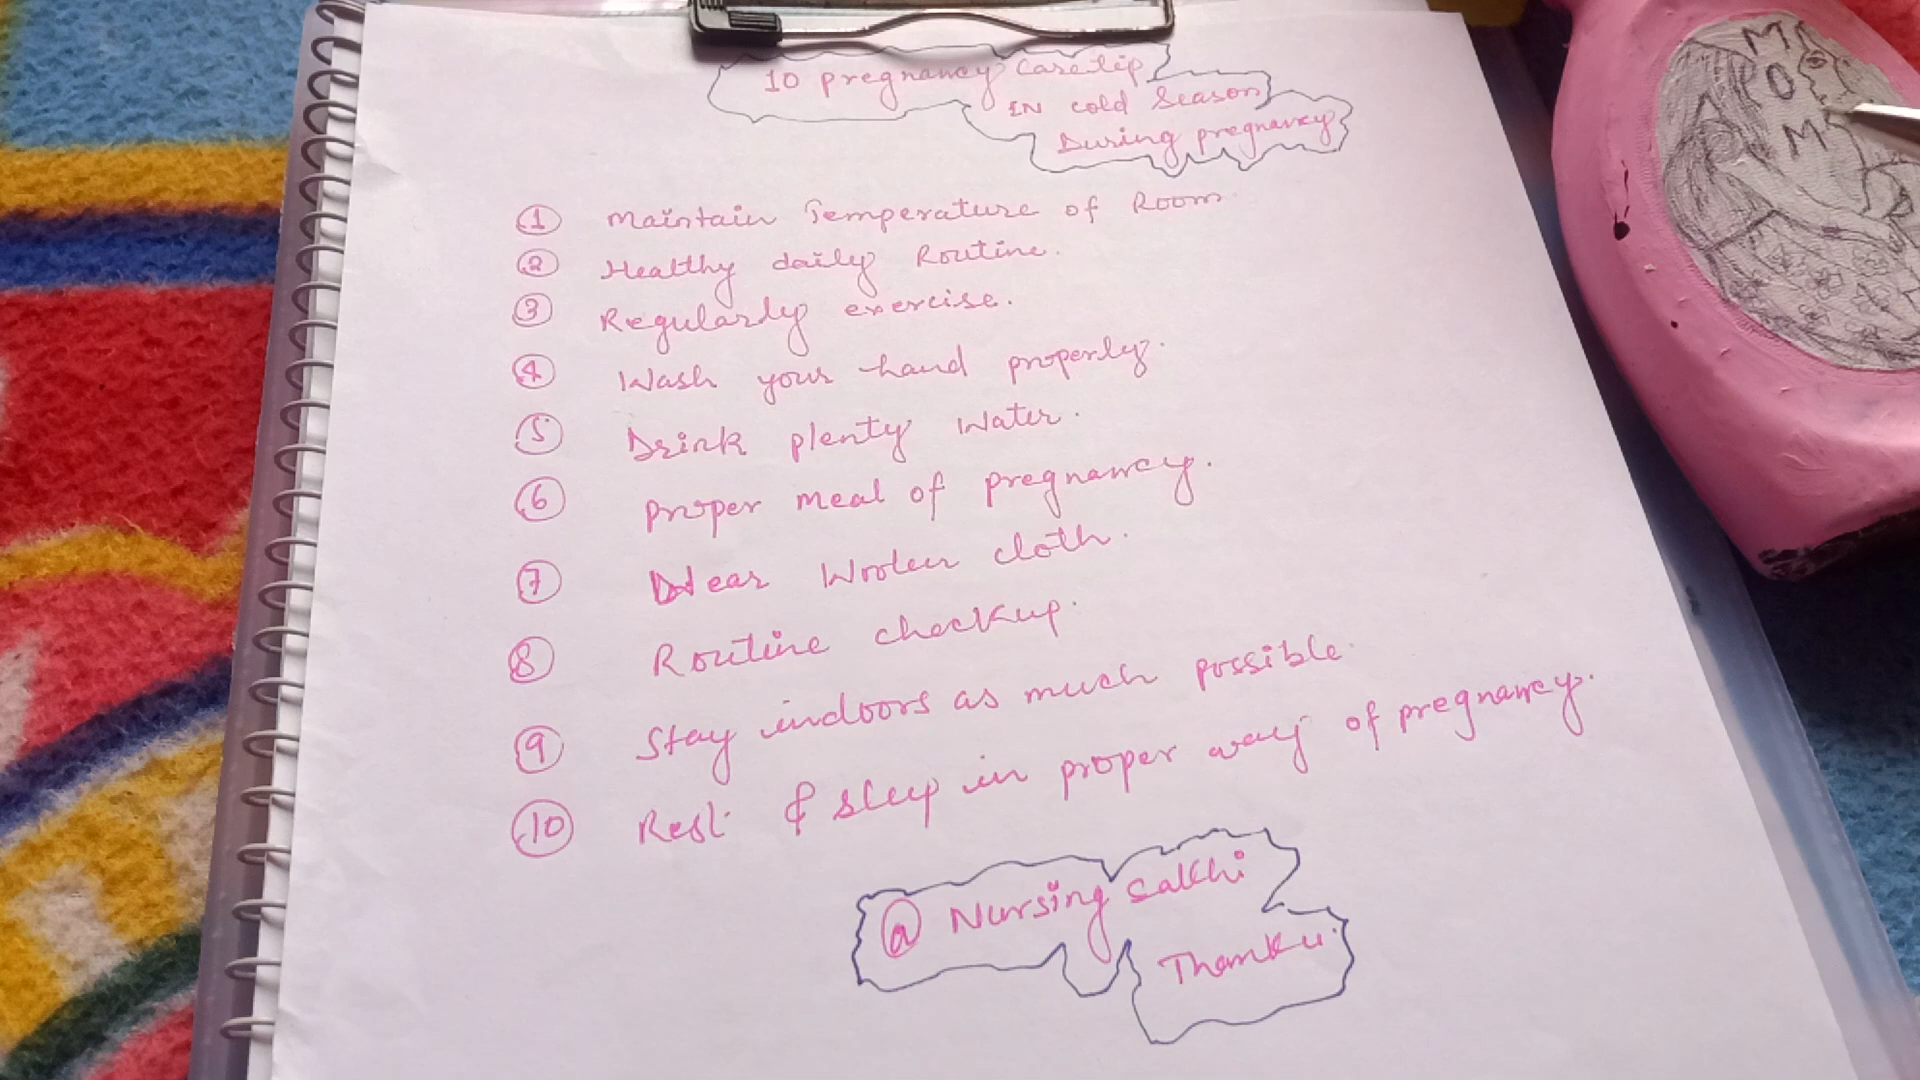 10 pregnancy care tip
IN cold Season
During pregnancy
1 Maintain Temperature of Room.
2 Healthy daily Routine.
3 Regularly exercise.
4 Wash your hand properly.
5 Drink plenty Water.
6 Proper meal of pregnancy.
7 Wear Woolen cloth.
8 Routine checkup.
9 Stay indoors as much possible.
10 Rest & sleep in proper way of pregnancy.
@ Nursing Sakhi
Thanku.
MOM